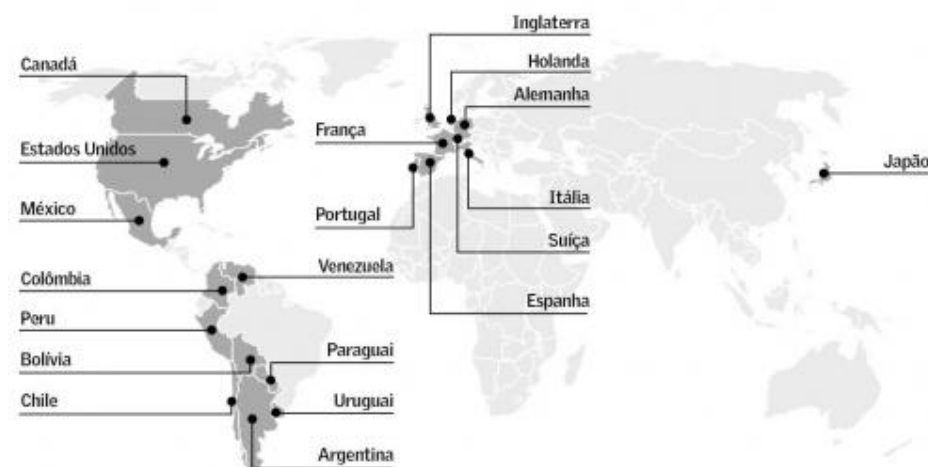 Canadá
Estados Unidos
México
Colômbia
Peru
Bolívia
Chile
Venezuela
Paraguai
Uruguai
Argentina
França
Portugal
Inglaterra
Holanda
Alemanha
Itália
Suíça
Espanha
Japão